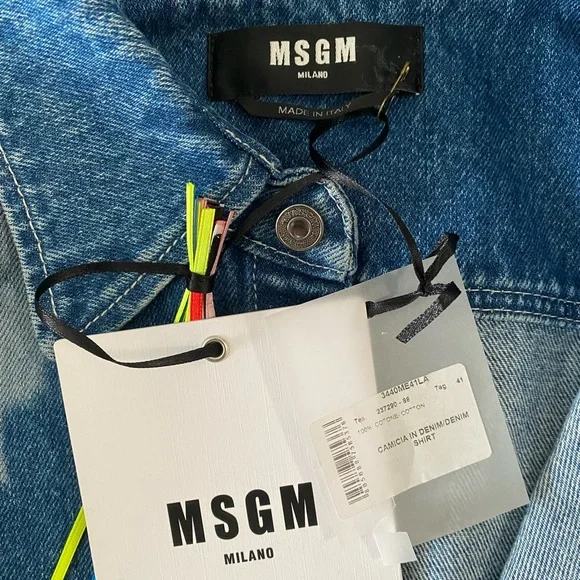 MSGM
MILANO
MADE IN ITALY
3440ME41LA
237290 - 98
Tag. 41
100% COTONE/COTTON
CAMICIA IN DENIM/DENIM
SHIRT
MSGM
MILANO